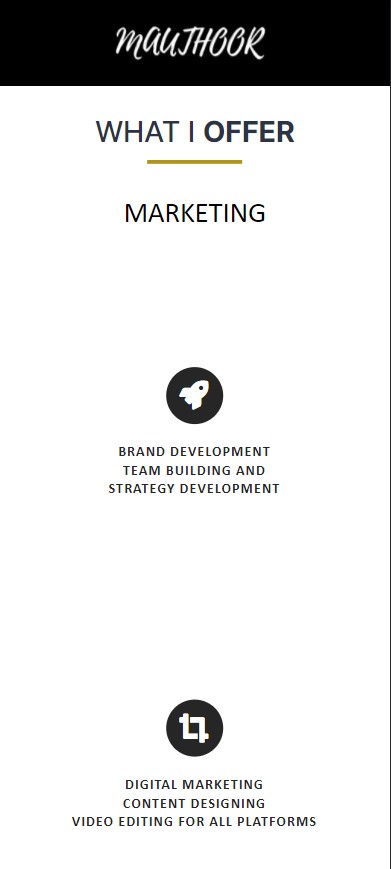 MAUTHOOR
WHAT I OFFER
MARKETING
BRAND DEVELOPMENT
TEAM BUILDING AND
STRATEGY DEVELOPMENT
DIGITAL MARKETING
CONTENT DESIGNING
VIDEO EDITING FOR ALL PLATFORMS